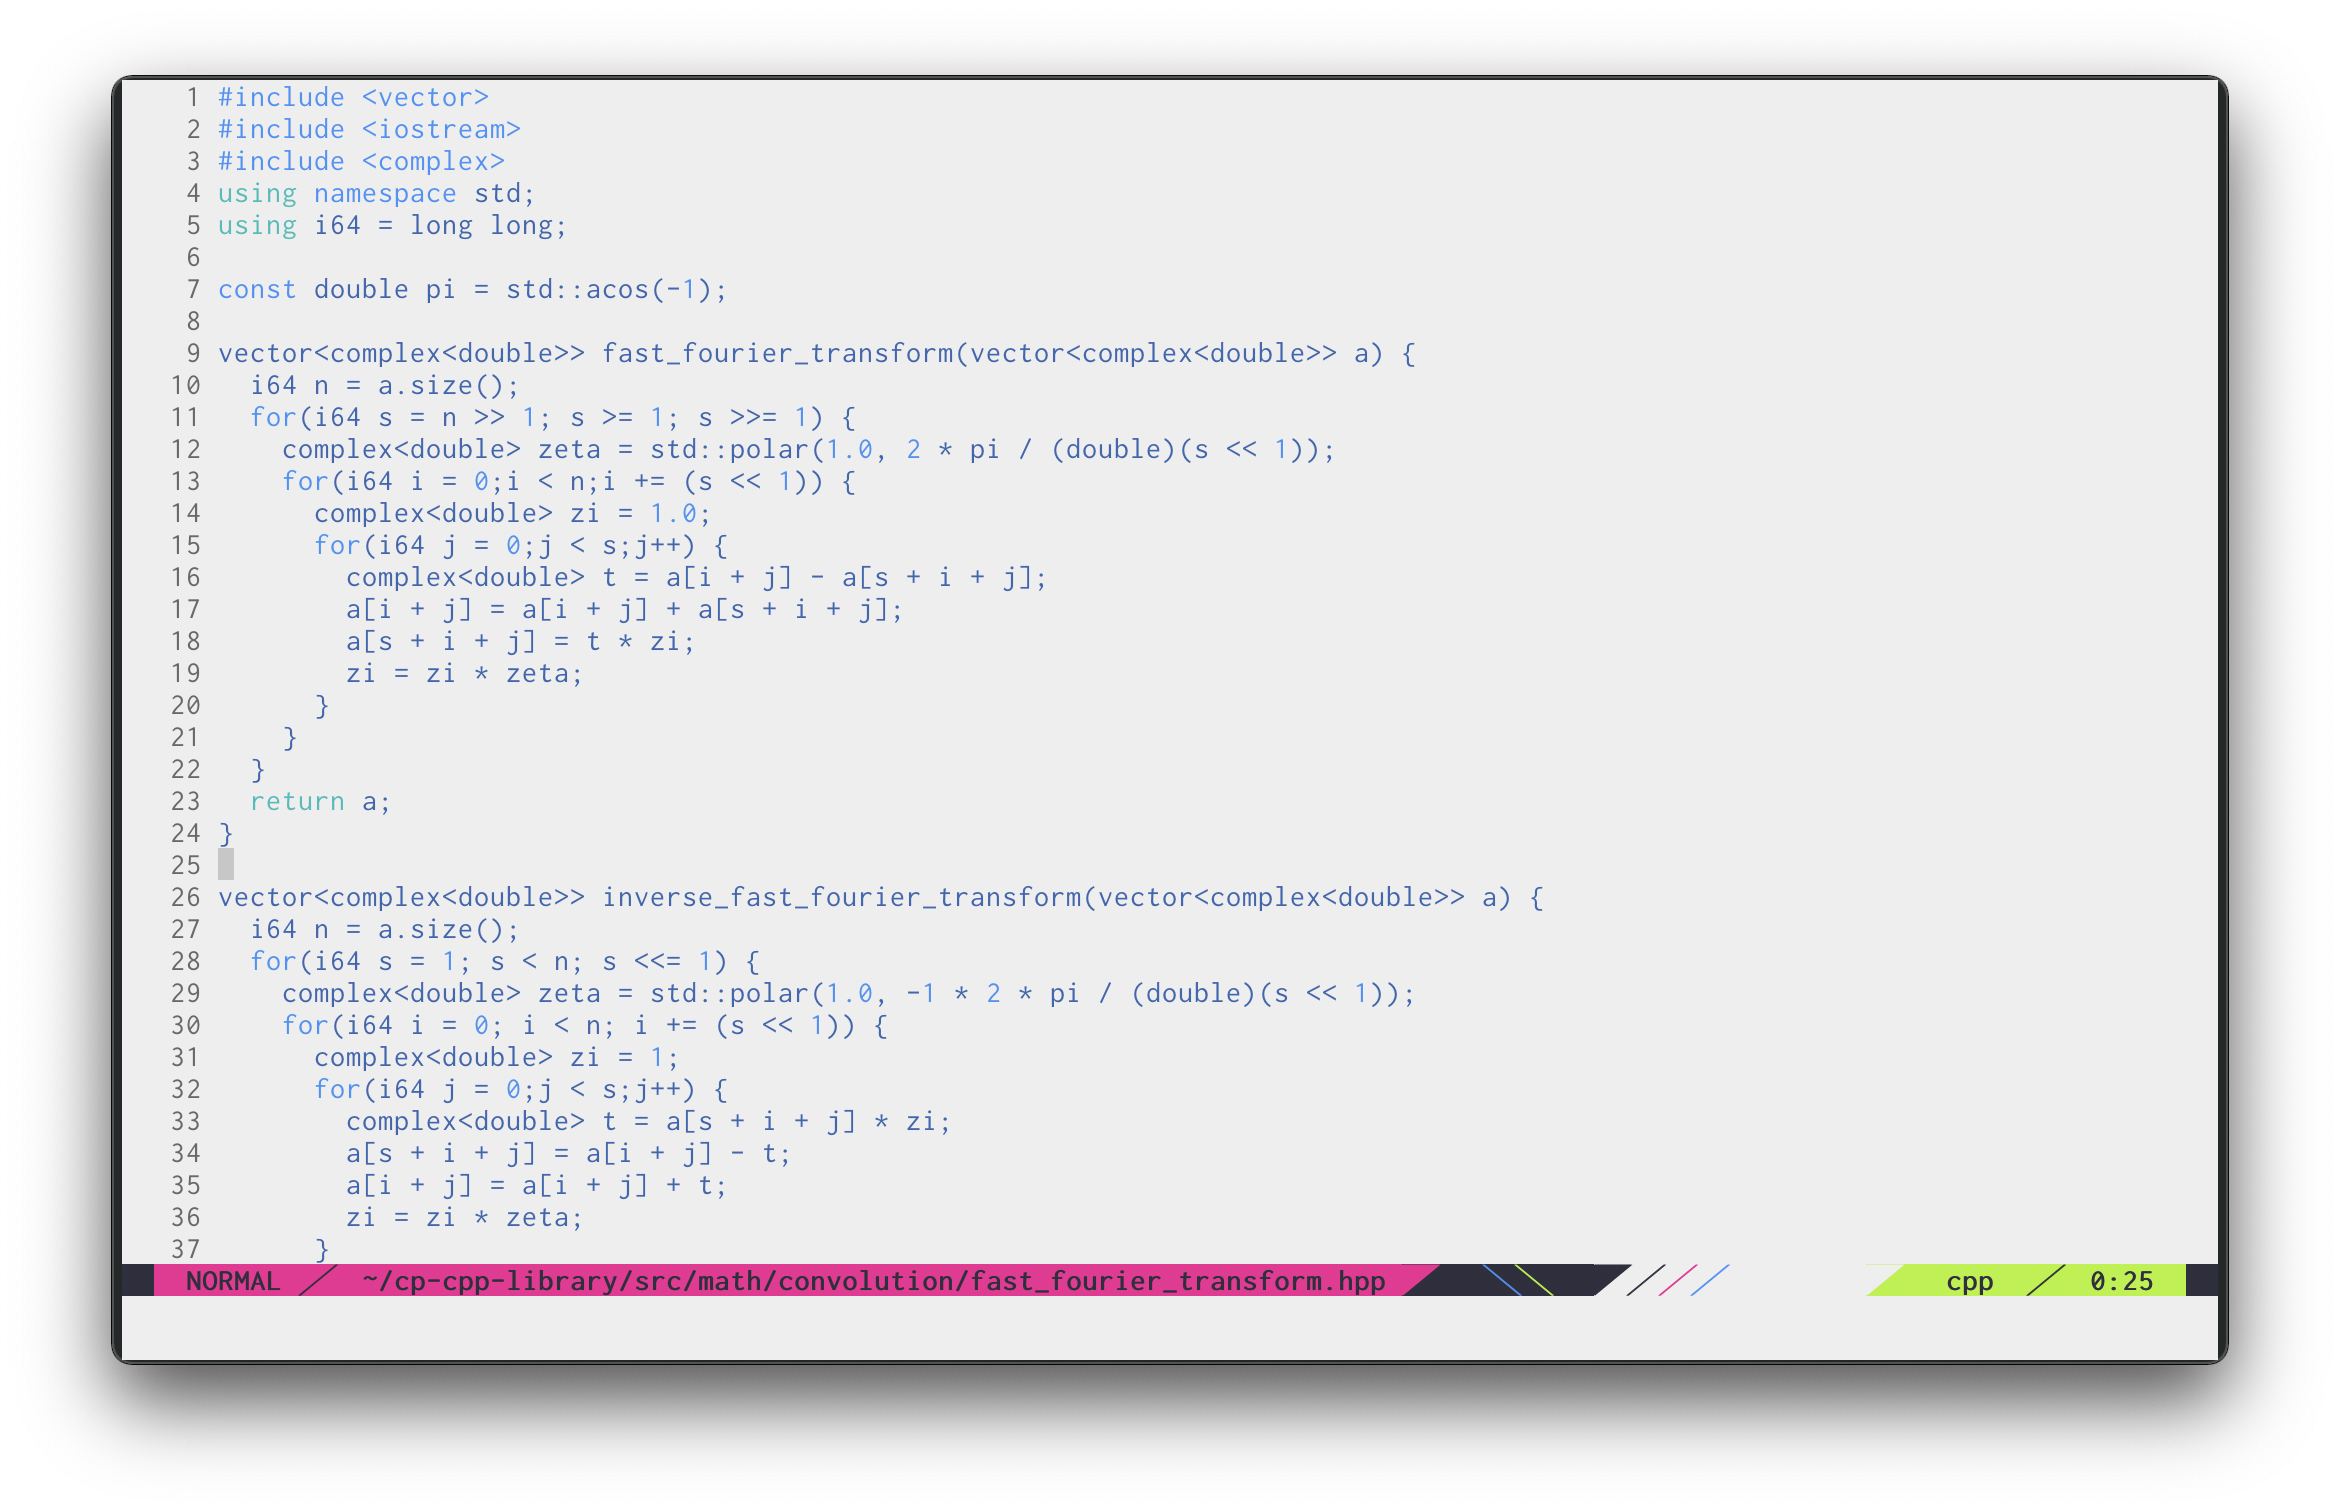 1 #include <vector>
2 #include <iostream>
3 #include <complex>
4 using namespace std;
5 using i64 = long long;
6
7 const double pi = std::acos(-1);
8
9 vector<complex<double>> fast_fourier_transform(vector<complex<double>> a) {
10   i64 n = a.size();
11   for(i64 s = n >> 1; s >= 1; s >>= 1) {
12     complex<double> zeta = std::polar(1.0, 2 * pi / (double)(s << 1));
13     for(i64 i = 0;i < n;i += (s << 1)) {
14       complex<double> zi = 1.0;
15       for(i64 j = 0;j < s;j++) {
16         complex<double> t = a[i + j] - a[s + i + j];
17         a[i + j] = a[i + j] + a[s + i + j];
18         a[s + i + j] = t * zi;
19         zi = zi * zeta;
20       }
21     }
22   }
23   return a;
24 }
25
26 vector<complex<double>> inverse_fast_fourier_transform(vector<complex<double>> a) {
27   i64 n = a.size();
28   for(i64 s = 1; s < n; s <<= 1) {
29     complex<double> zeta = std::polar(1.0, -1 * 2 * pi / (double)(s << 1));
30     for(i64 i = 0; i < n; i += (s << 1)) {
31       complex<double> zi = 1;
32       for(i64 j = 0;j < s;j++) {
33         complex<double> t = a[s + i + j] * zi;
34         a[s + i + j] = a[i + j] - t;
35         a[i + j] = a[i + j] + t;
36         zi = zi * zeta;
37       }
NORMAL ~/cp-cpp-library/src/math/convolution/fast_fourier_transform.hpp cpp 0:25